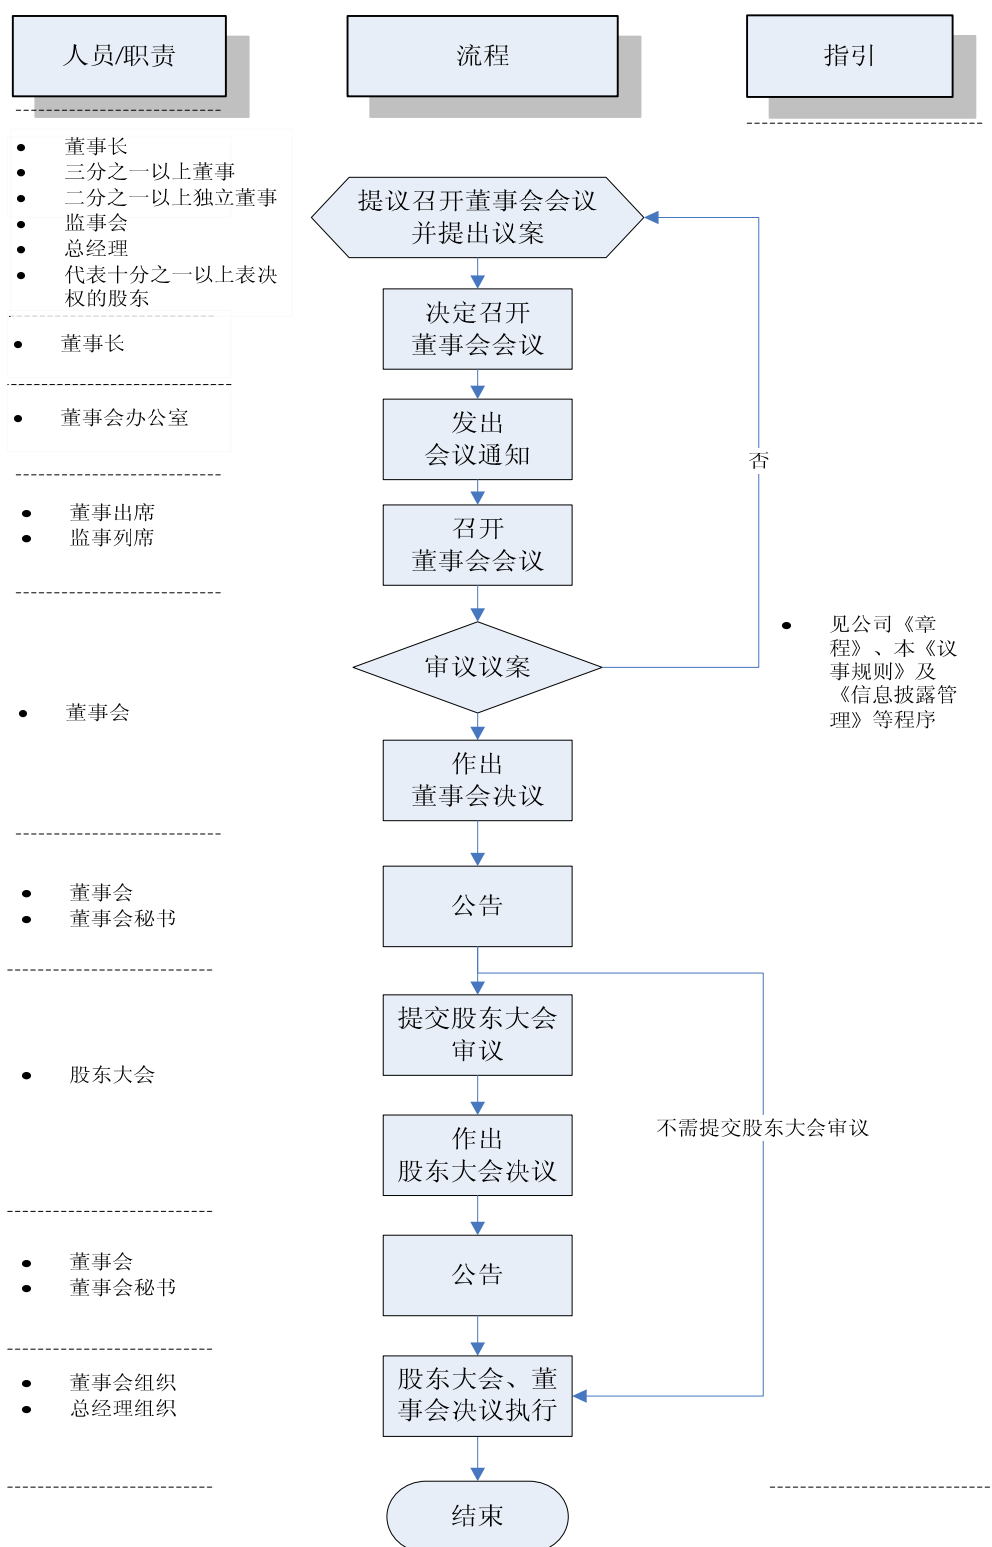 人员/职责
流程
指引
董事长
三分之一以上董事
二分之一以上独立董事
监事会
总经理
代表十分之一以上表决
权的股东
提议召开董事会会议
并提出议案
董事长
决定召开
董事会会议
董事会办公室
发出
会议通知
否
董事出席
监事列席
召开
董事会会议
见公司《章
程》、本《议
事规则》及
《信息披露管
理》等程序
审议议案
董事会
作出
董事会决议
董事会
董事会秘书
公告
股东大会
提交股东大会
审议
不需提交股东大会审议
作出
股东大会决议
董事会
董事会秘书
公告
董事会组织
总经理组织
股东大会、董
事会决议执行
结束